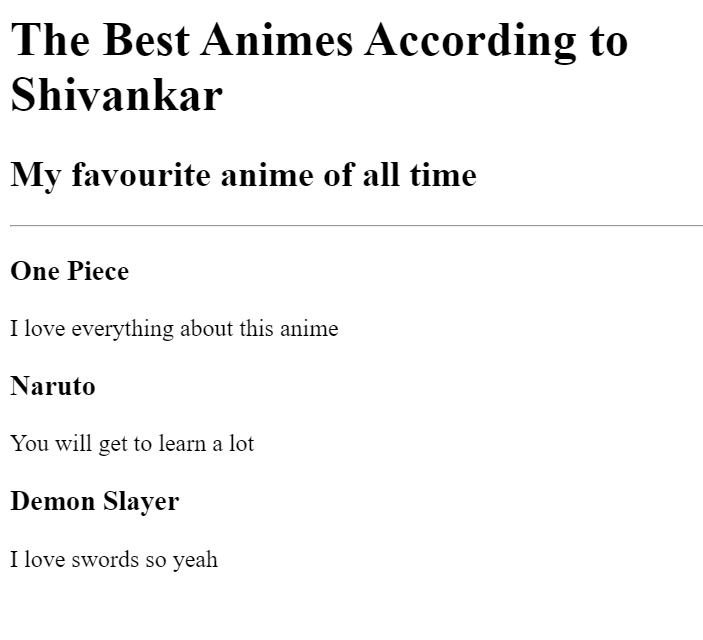 The Best Animes According to
Shivankar
My favourite anime of all time
One Piece
I love everything about this anime
Naruto
You will get to learn a lot
Demon Slayer
I love swords so yeah